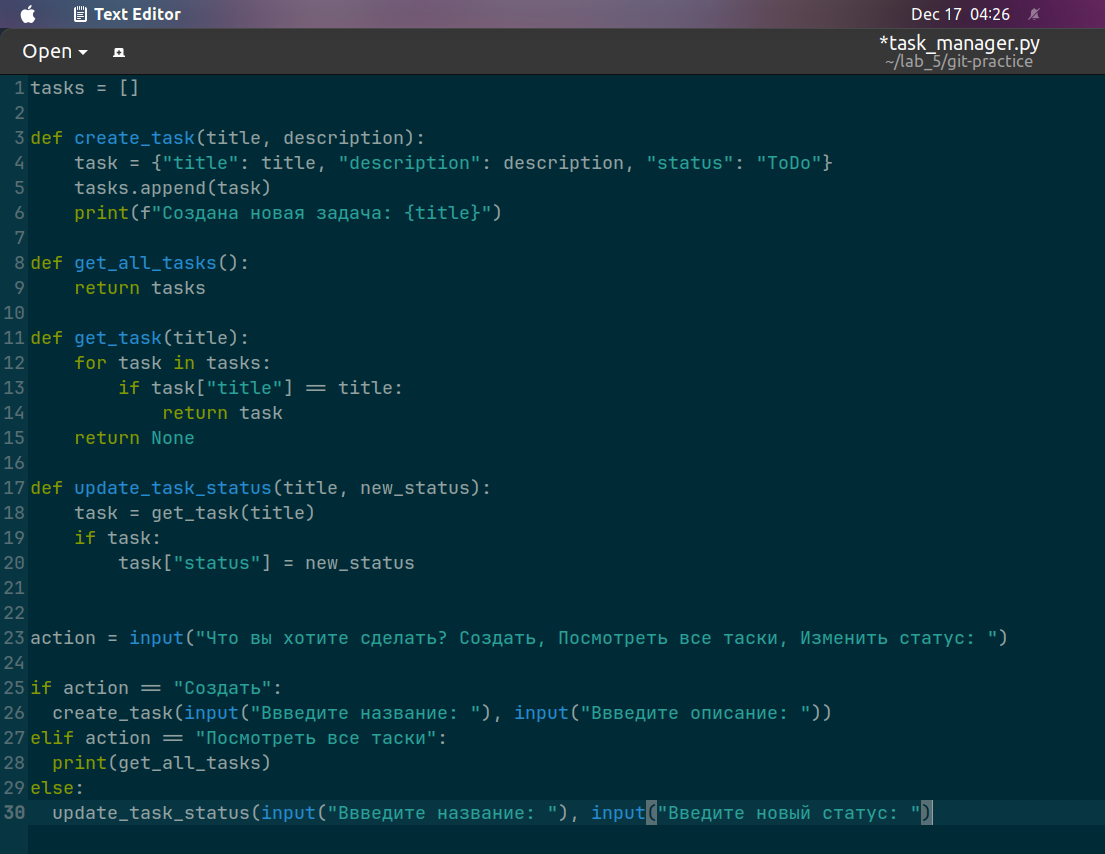 Text Editor Dec 17 04:26
Open *task_manager.py
~/lab_5/git-practice
1 tasks = []
2
3 def create_task(title, description):
4     task = {"title": title, "description": description, "status": "ToDo"}
5     tasks.append(task)
6     print(f"Создана новая задача: {title}")
7
8 def get_all_tasks():
9     return tasks
10
11 def get_task(title):
12     for task in tasks:
13         if task["title"] == title:
14             return task
15     return None
16
17 def update_task_status(title, new_status):
18     task = get_task(title)
19     if task:
20         task["status"] = new_status
21
22
23 action = input("Что вы хотите сделать? Создать, Посмотреть все таски, Изменить статус: ")
24
25 if action == "Создать":
26   create_task(input("Ввведите название: "), input("Ввведите описание: "))
27 elif action == "Посмотреть все таски":
28   print(get_all_tasks)
29 else:
30   update_task_status(input("Ввведите название: "), input("Введите новый статус: ")